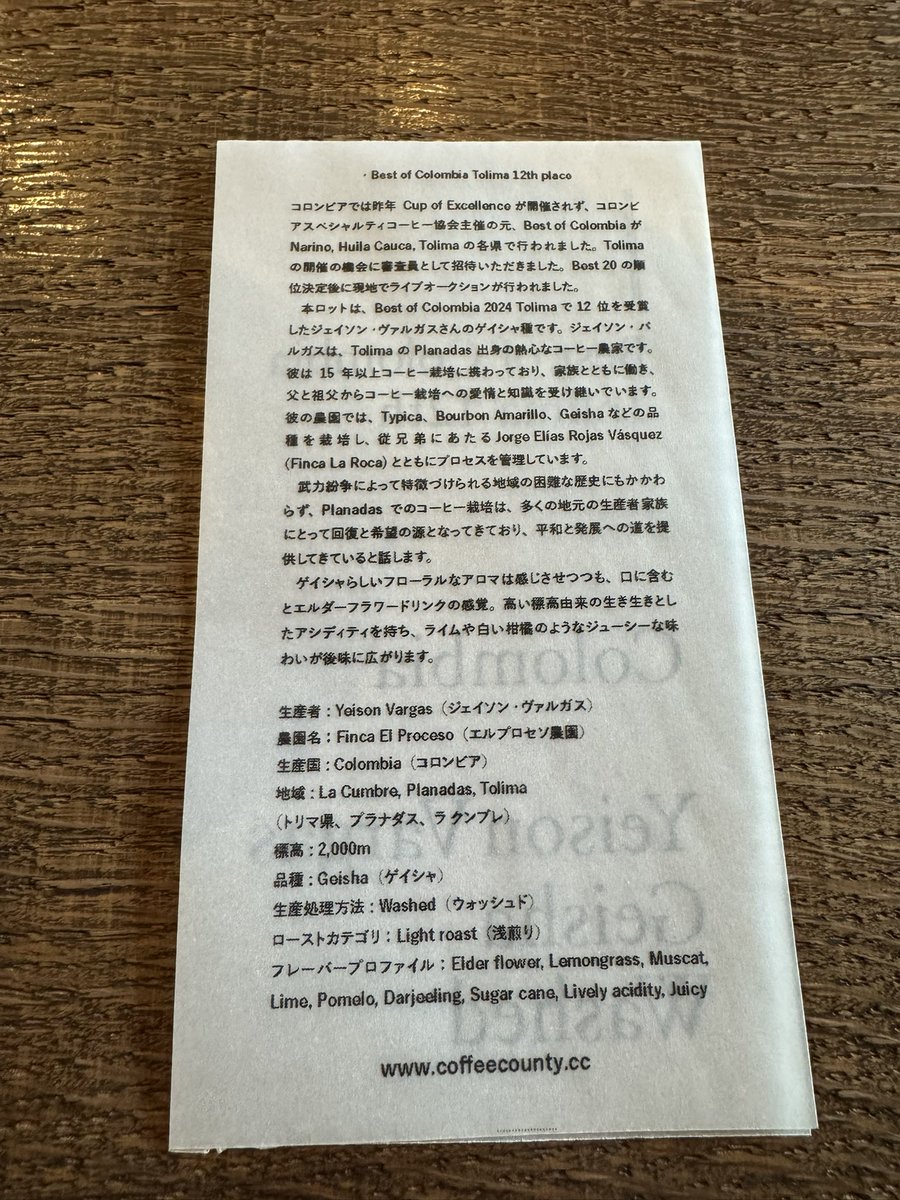 · Best of Colombia Tolima 12th place
コロンビアでは昨年 Cup of Excellence が開催されず、コロンビ
アスペシャルティコーヒー協会主催の元、Best of Colombia が
Narino, Huila Cauca, Tolima の各県で行われました。Tolima
の開催の機会に審査員として招待いただきました。Best 20 の順
位決定後に現地でライブオークションが行われました。
本ロットは、Best of Colombia 2024 Tolima で 12 位を受賞
したジェイソン・ヴァルガスさんのゲイシャ種です。ジェイソン・バ
ルガスは、Tolima の Planadas 出身の熱心なコーヒー農家です。
彼は 15 年以上コーヒー栽培に携わっており、家族とともに働き、
父と祖父からコーヒー栽培への愛情と知識を受け継いでいます。
彼の農園では、Typica、Bourbon Amarillo、Geisha などの品
種を栽培し、従兄弟にあたる Jorge Elías Rojas Vásquez
(Finca La Roca) とともにプロセスを管理しています。
武力紛争によって特徴づけられる地域の困難な歴史にもかかわ
らず、Planadas でのコーヒー栽培は、多くの地元の生産者家族
にとって回復と希望の源となってきており、平和と発展への道を提
供してきていると話します。
ゲイシャらしいフローラルなアロマは感じさせつつも、口に含む
とエルダーフラワードリンクの感覚。高い標高由来の生き生きとし
たアシディティを持ち、ライムや白い柑橘のようなジューシーな味
わいが後味に広がります。
生産者 : Yeison Vargas（ジェイソン・ヴァルガス）
農園名 : Finca El Proceso（エルプロセソ農園）
生産国 : Colombia（コロンビア）
地域 : La Cumbre, Planadas, Tolima
（トリマ県、プラナダス、ラ クンブレ）
標高 : 2,000m
品種 : Geisha（ゲイシャ）
生産処理方法 : Washed（ウォッシュド）
ローストカテゴリ : Light roast（浅煎り）
フレーバープロファイル : Elder flower, Lemongrass, Muscat,
Lime, Pomelo, Darjeeling, Sugar cane, Lively acidity, Juicy
www.coffeecounty.cc
Colombia
Yeison Vargas
Geisha
Washed